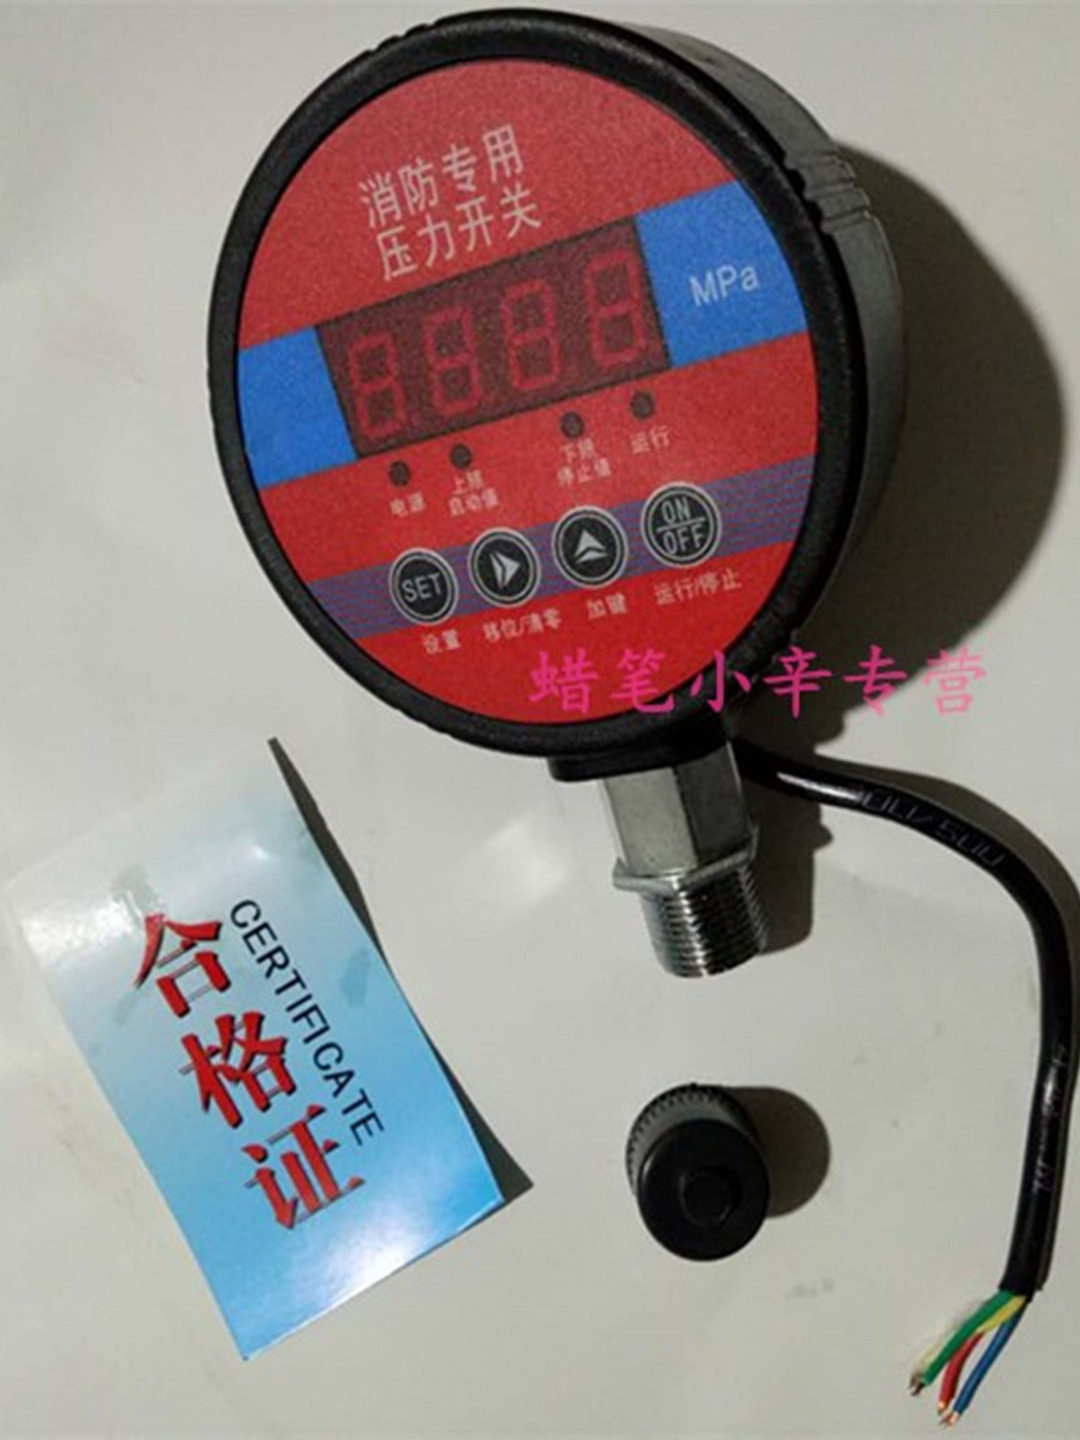 消防专用
压力开关
MPa
电源
上限
启动值
下限
停止值
运行
SET
ON
OFF
设置
移位/清零
加键
运行/停止
蜡笔小辛专营
合格证
CERTIFICATE